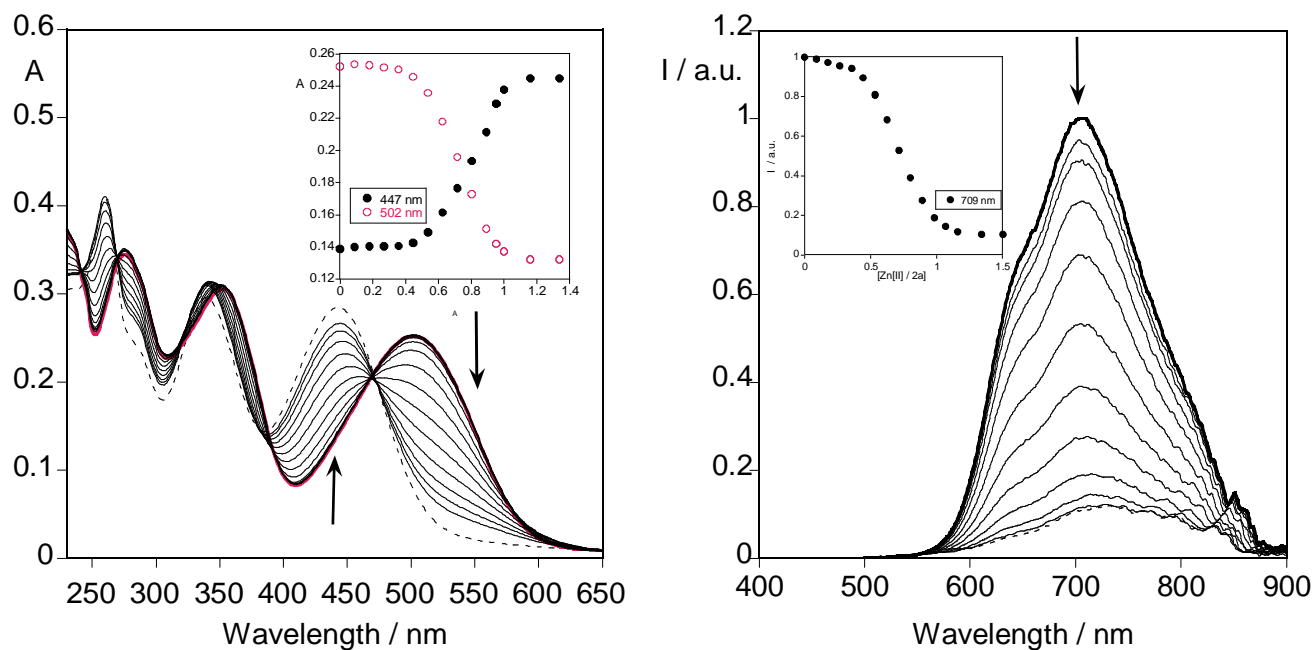 0.6
A
0.5
0.4
0.3
0.2
0.1
0
250 300 350 400 450 500 550 600 650
Wavelength / nm
0.26
A
0.24
0.22
0.20
0.18
0.16
0.14
0.12
447 nm
502 nm
0 0.2 0.4 0.6 0.8 1 1.2 1.4
A
1.2
I / a.u.
1
0.8
0.6
0.4
0.2
0
400 500 600 700 800 900
Wavelength / nm
1
0.8
0.6
0.4
0.2
0
I / a.u.
709 nm
0 0.5 1 1.5
[Zn[II] / 2a]